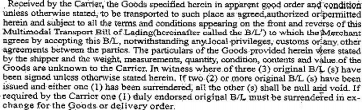 Received by the Carrier, the Goods specified herein in apparent good order and condition
unless otherwise stated, to be transported to such place as agreed, authorized or permitted
herein and subject to all the terms and conditions appearing on the front and reverse of this
Multimodal Transport Bill of Lading(hereinafter called the B/L') to which the Merchant
agrees by accepting this B/L, notwithstanding any local privileges, customs or any other
agreements between the parties. The particulars of the Goods provided herein were stated
by the shipper and the weight, measurements, quantity, condition, contents and value of the
Goods are unknown to the Carrier. In witness where of three (3) original B/L (s) have
been signed unless otherwise stated herein. If two (2) or more original B/L (s) have been
issued and either one (1) has been surrendered, all the other (s) shall be null and void. If
required by the Carrier one (1) duly endorsed original B/L must be surrendered in ex-
change for the Goods or delivery order.